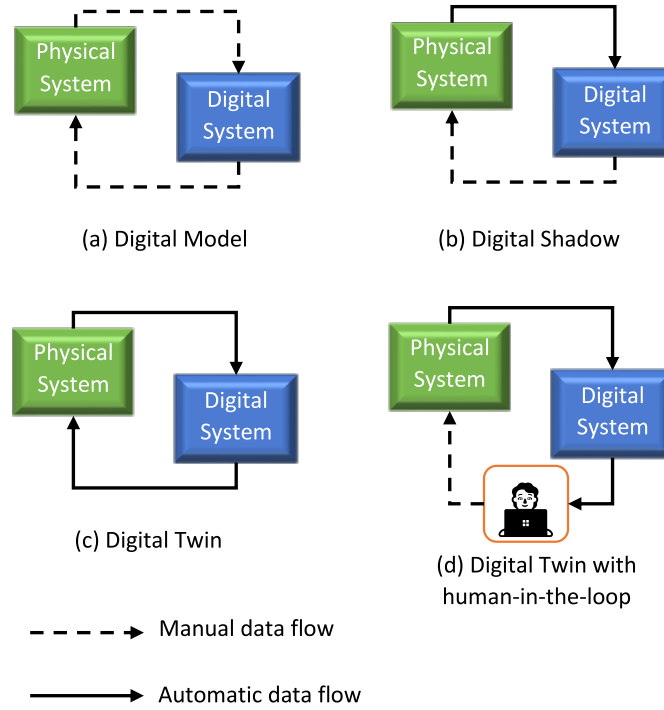 Physical
System
Digital
System
(a) Digital Model
Physical
System
Digital
System
(b) Digital Shadow
Physical
System
Digital
System
(c) Digital Twin
Physical
System
Digital
System
(d) Digital Twin with
human-in-the-loop
Manual data flow
Automatic data flow